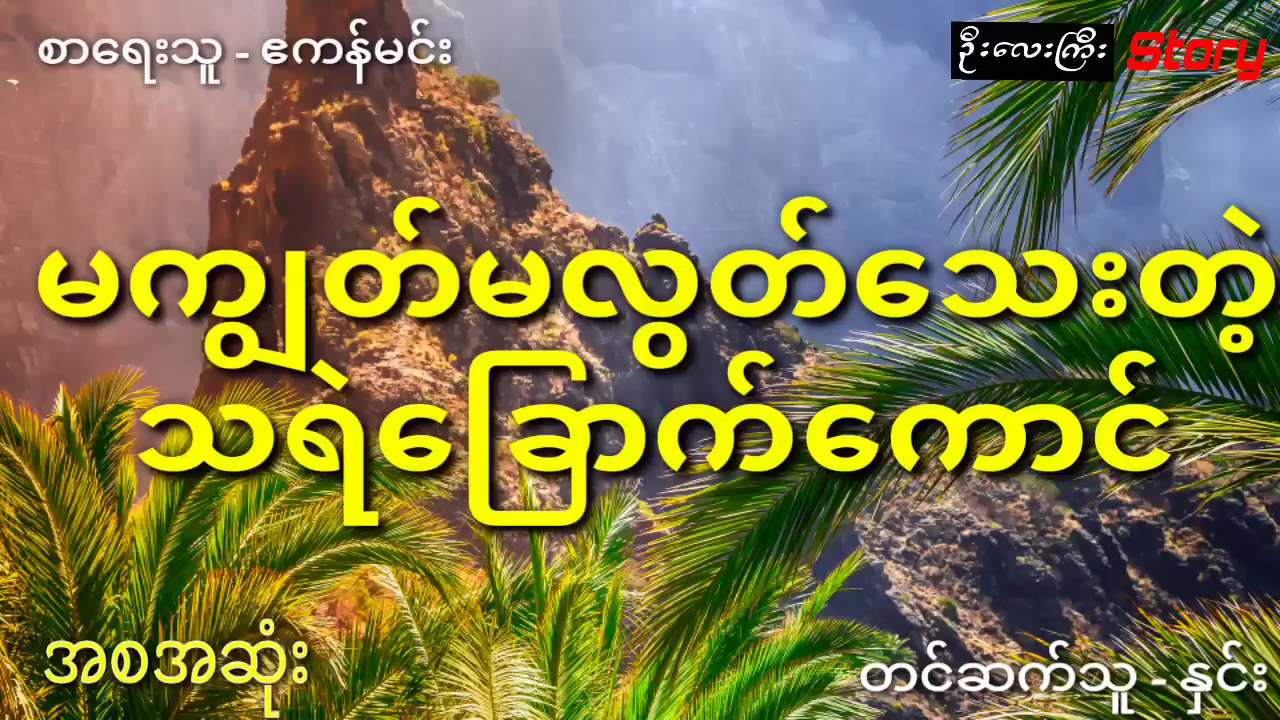 စာရေးသူ - ဧကန်မင်း
ဦးလေးကြီး Story
မကျွတ်မလွတ်သေးတဲ့
သရဲခြောက်ကောင်
အစအဆုံး
တင်ဆက်သူ - နှင်း